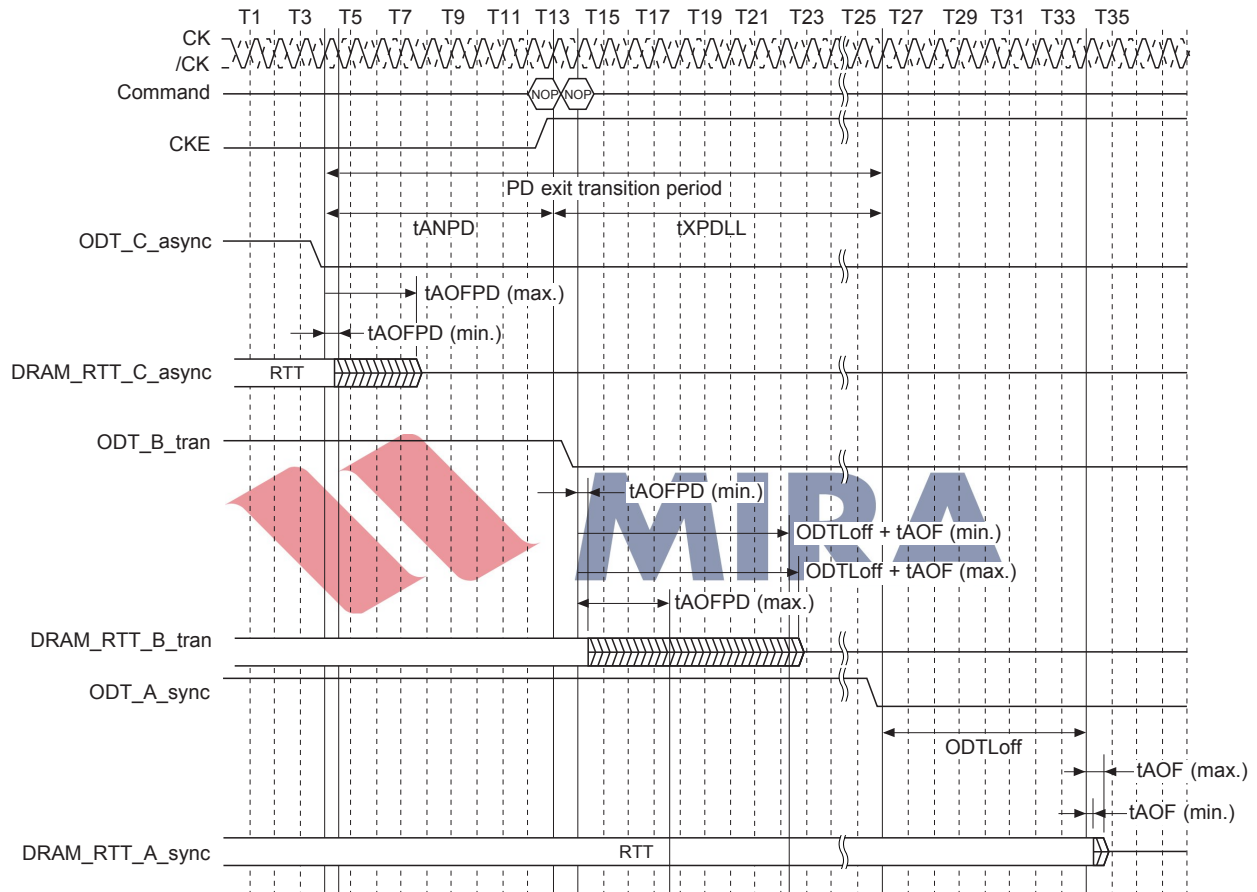 T1 T3 T5 T7 T9 T11 T13 T15 T17 T19 T21 T23 T25 T27 T29 T31 T33 T35
CK
/CK
Command
NOP NOP
CKE
PD exit transition period
tANPD tXPDLL
ODT_C_async
tAOFPD (max.)
tAOFPD (min.)
DRAM_RTT_C_async RTT
ODT_B_tran
tAOFPD (min.)
ODTLoff + tAOF (min.)
ODTLoff + tAOF (max.)
tAOFPD (max.)
MIRA
DRAM_RTT_B_tran
ODT_A_sync
ODTLoff
tAOF (max.)
tAOF (min.)
DRAM_RTT_A_sync RTT